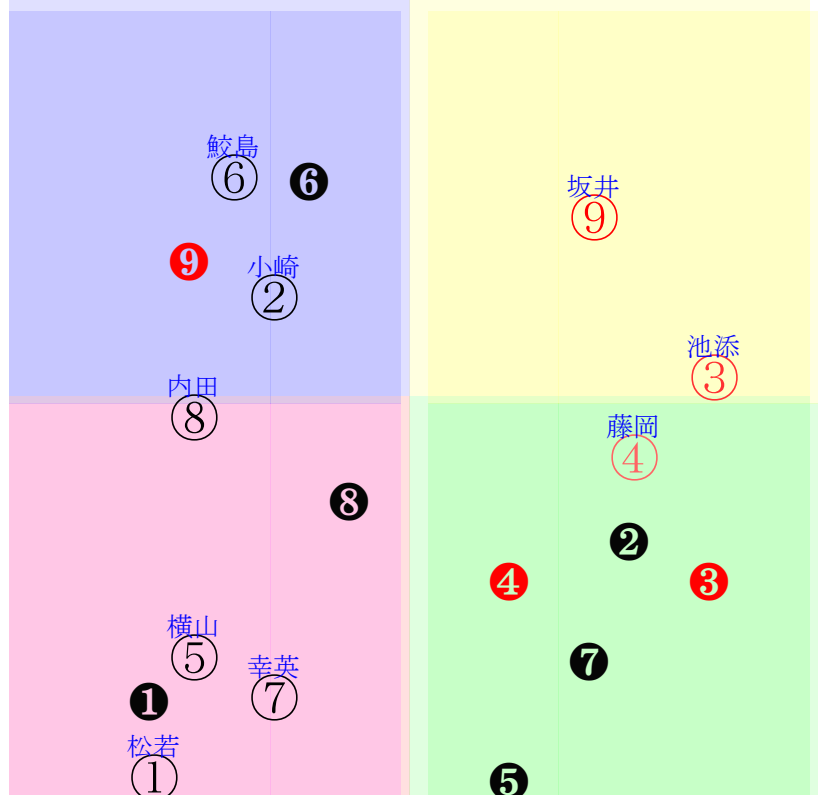 鮫島
⑥ ❻
坂井
⑨
❾
小崎
②
池添
③
内田
⑧
藤岡
④
❽
❷
❹ ❸
横山
⑤
幸英
⑦
❼
❶
松若
①
❺